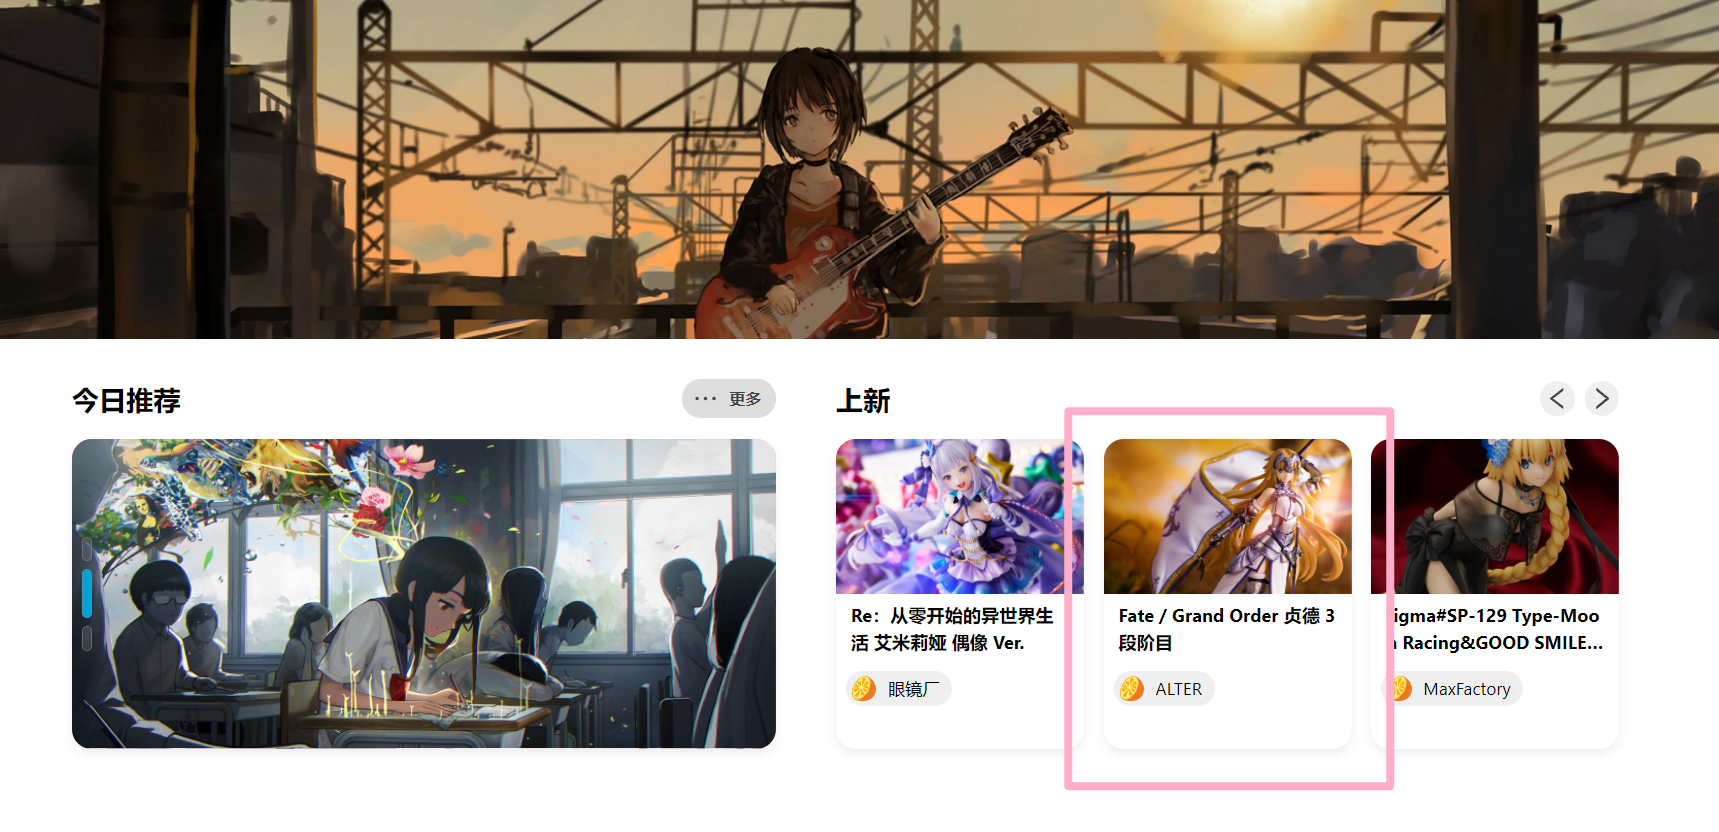 今日推荐
··· 更多
上新
Re：从零开始的异世界生
活 艾米莉娅 偶像 Ver.
眼镜厂
Fate / Grand Order 贞德 3
段阶目
ALTER
igma#SP-129 Type-Moo
Racing&GOOD SMILE...
MaxFactory